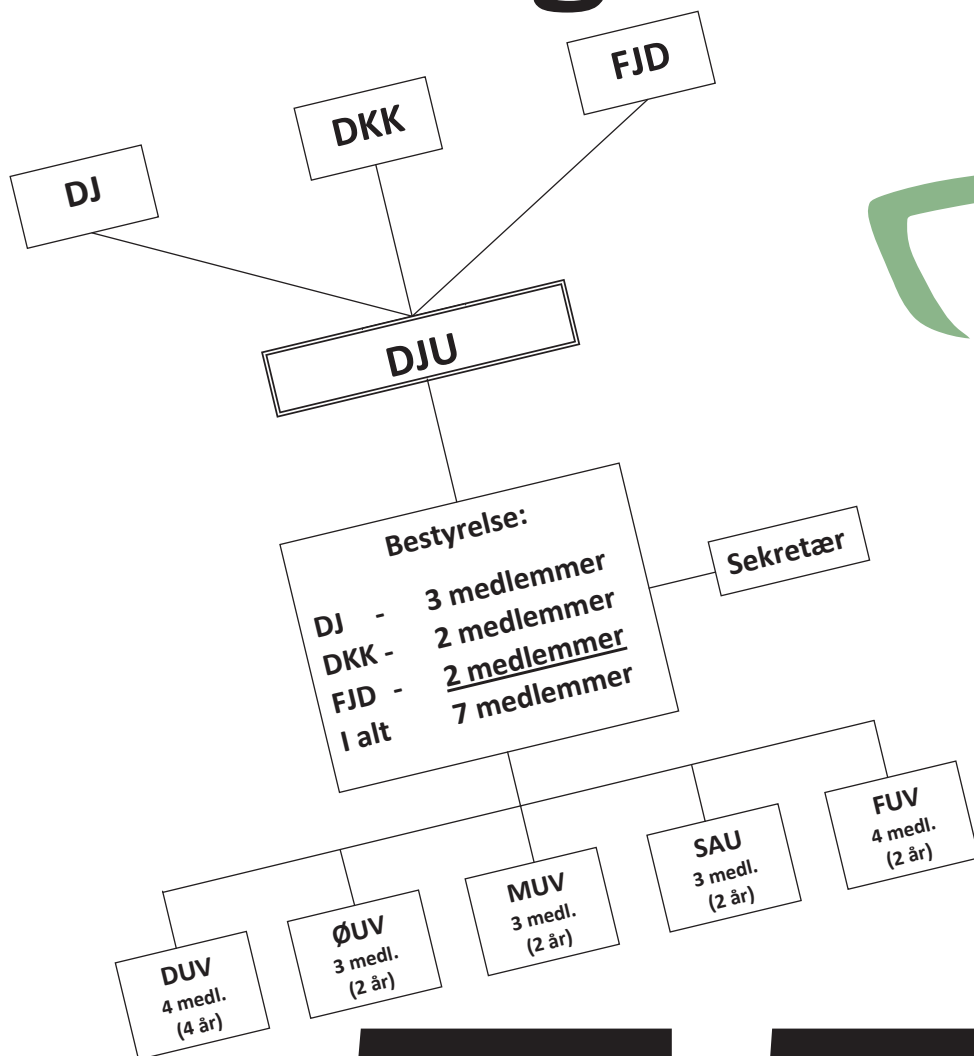 FJD
DKK
DJ
DJU
Bestyrelse:
DJ - 3 medlemmer
DKK - 2 medlemmer
FJD - 2 medlemmer
I alt 7 medlemmer
Sekretær
DUV
4 medl.
(4 år)
ØUV
3 medl.
(2 år)
MUV
3 medl.
(2 år)
SAU
3 medl.
(2 år)
FUV
4 medl.
(2 år)